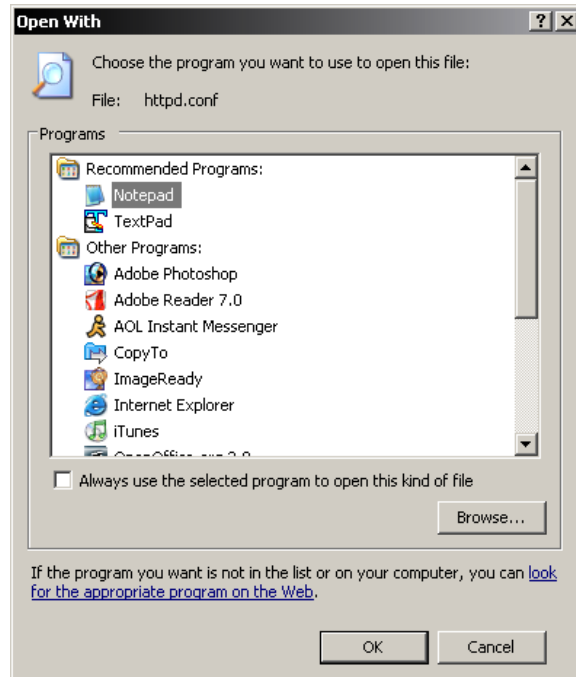 Open With
Choose the program you want to use to open this file:
File: httpd.conf
Programs
Recommended Programs:
Notepad
TextPad
Other Programs:
Adobe Photoshop
Adobe Reader 7.0
AOL Instant Messenger
CopyTo
ImageReady
Internet Explorer
iTunes
Always use the selected program to open this kind of file
Browse...
If the program you want is not in the list or on your computer, you can look
for the appropriate program on the Web.
OK
Cancel